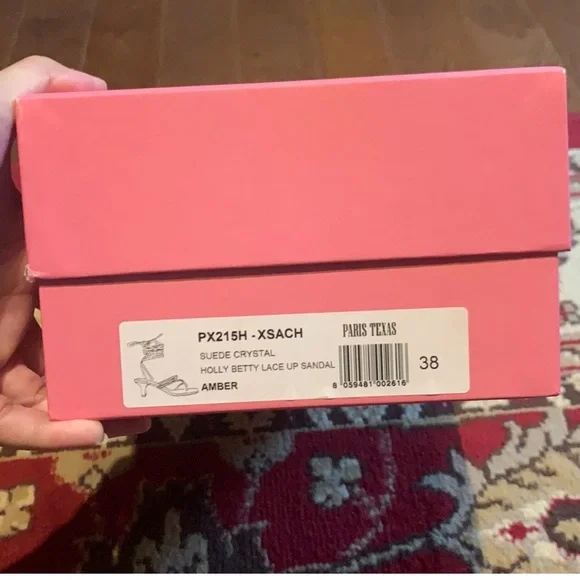 PX215H -XSACH
PARIS TEXAS
SUEDE CRYSTAL
HOLLY BETTY LACE UP SANDAL
AMBER
8 059481 002616
38